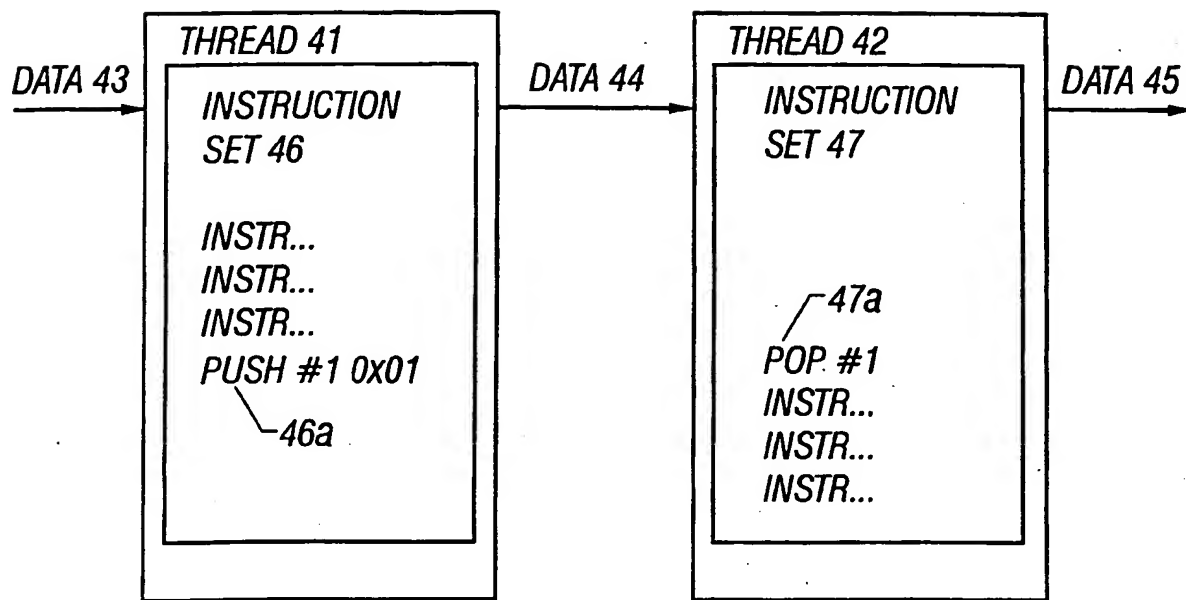 DATA 43
THREAD 41
INSTRUCTION
SET 46
INSTR...
INSTR...
INSTR...
PUSH #1 0X01
46a
DATA 44
THREAD 42
INSTRUCTION
SET 47
47a
POP #1
INSTR...
INSTR...
INSTR...
DATA 45